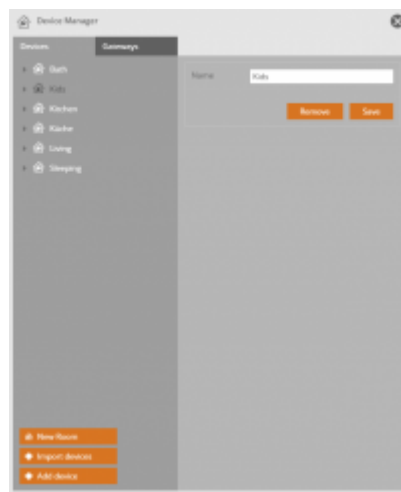 Device Manager
Devices
Gateways
Bath
Kids
Kitchen
Küche
Living
Sleeping
Name
Kids
Remove
Save
New Room
Import devices
Add device